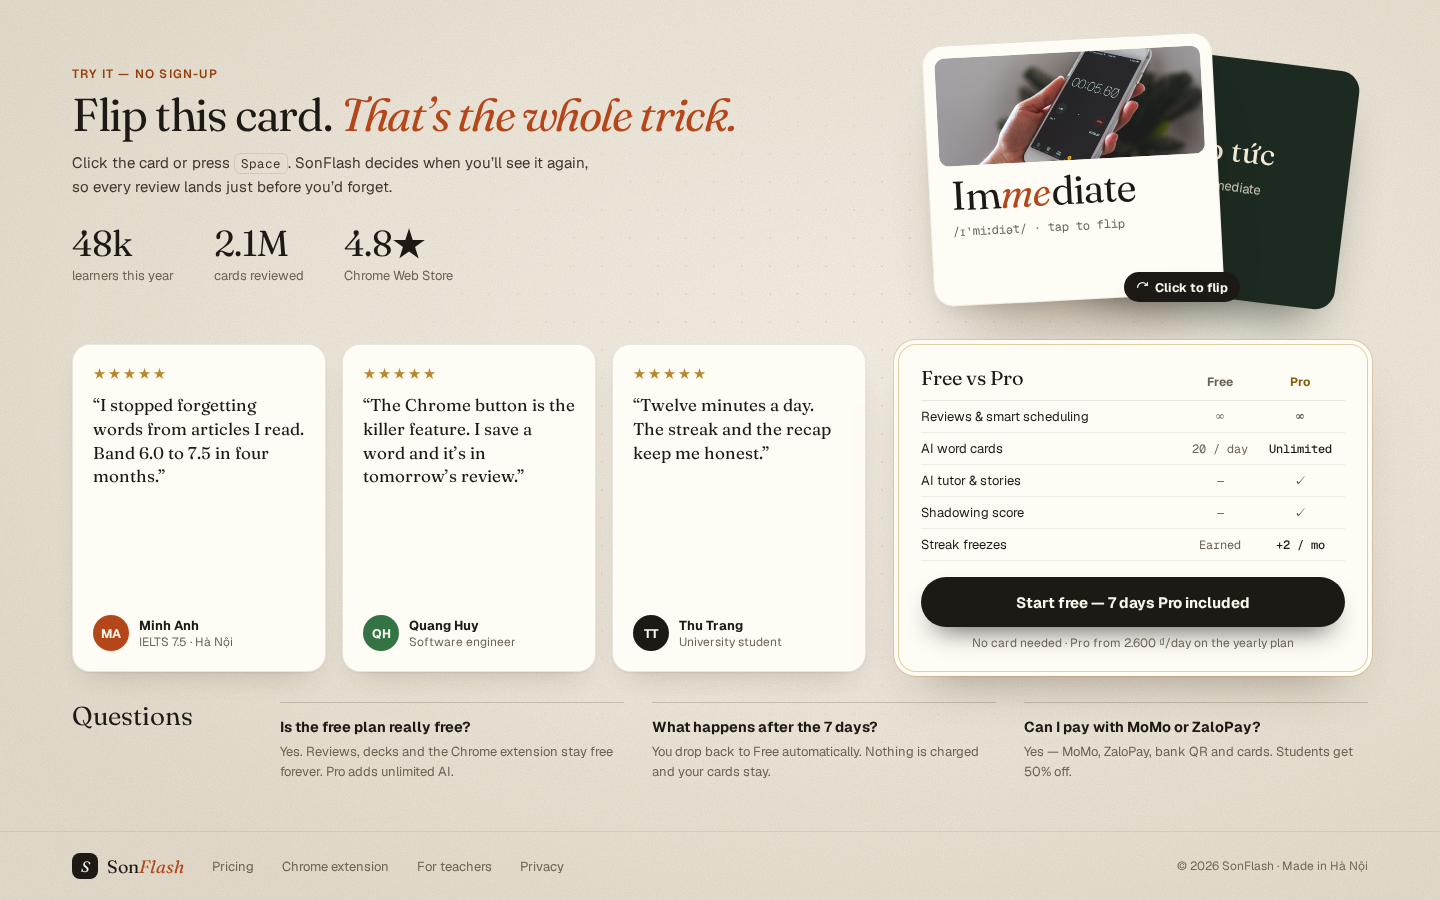 TRY IT — NO SIGN-UP
Flip this card. That’s the whole trick.
Click the card or press Space. SonFlash decides when you’ll see it again,
so every review lands just before you’d forget.
48k
learners this year
2.1M
cards reviewed
4.8★
Chrome Web Store
00:05.60
Immediate
/ɪˈmiːdiət/ · tap to flip
tức
Click to flip
★★★★★
“I stopped forgetting
words from articles I read.
Band 6.0 to 7.5 in four
months.”
MA
Minh Anh
IELTS 7.5 · Hà Nội
★★★★★
“The Chrome button is the
killer feature. I save a
word and it’s in
tomorrow’s review.”
QH
Quang Huy
Software engineer
★★★★★
“Twelve minutes a day.
The streak and the recap
keep me honest.”
TT
Thu Trang
University student
Free vs Pro Free Pro
Reviews & smart scheduling ∞ ∞
AI word cards 20 / day Unlimited
AI tutor & stories – ✓
Shadowing score – ✓
Streak freezes Earned +2 / mo
Start free — 7 days Pro included
No card needed · Pro from 2.600 ₫/day on the yearly plan
Questions
Is the free plan really free?
Yes. Reviews, decks and the Chrome extension stay free
forever. Pro adds unlimited AI.
What happens after the 7 days?
You drop back to Free automatically. Nothing is charged
and your cards stay.
Can I pay with MoMo or ZaloPay?
Yes — MoMo, ZaloPay, bank QR and cards. Students get
50% off.
S SonFlash
Pricing
Chrome extension
For teachers
Privacy
© 2026 SonFlash · Made in Hà Nội